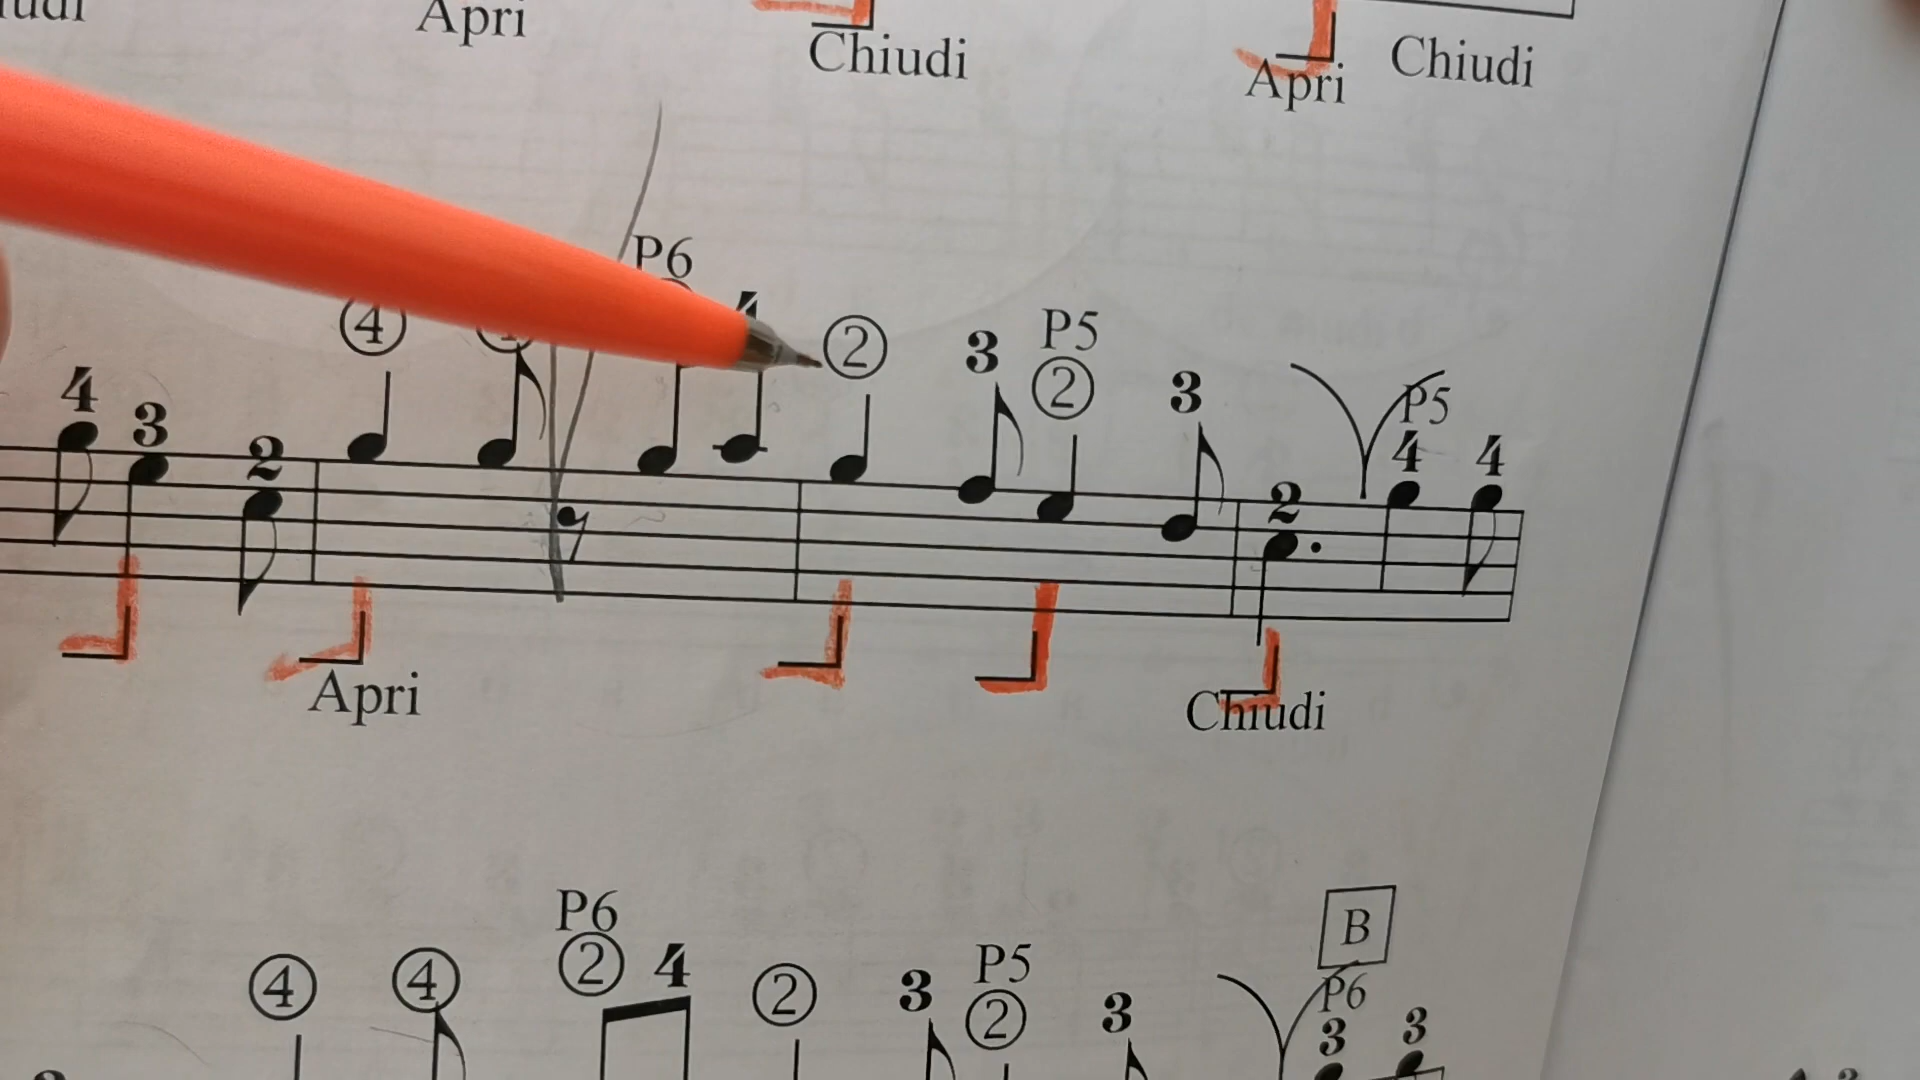 Apri Chiudi Apri Chiudi
P6 P5 P5
4 3 2 ④ 4 ② 3 ② 3 2 4 4
Apri Chiudi
P6 P5 B P6
④ ④ ② 4 ② 3 ② 3 3 3